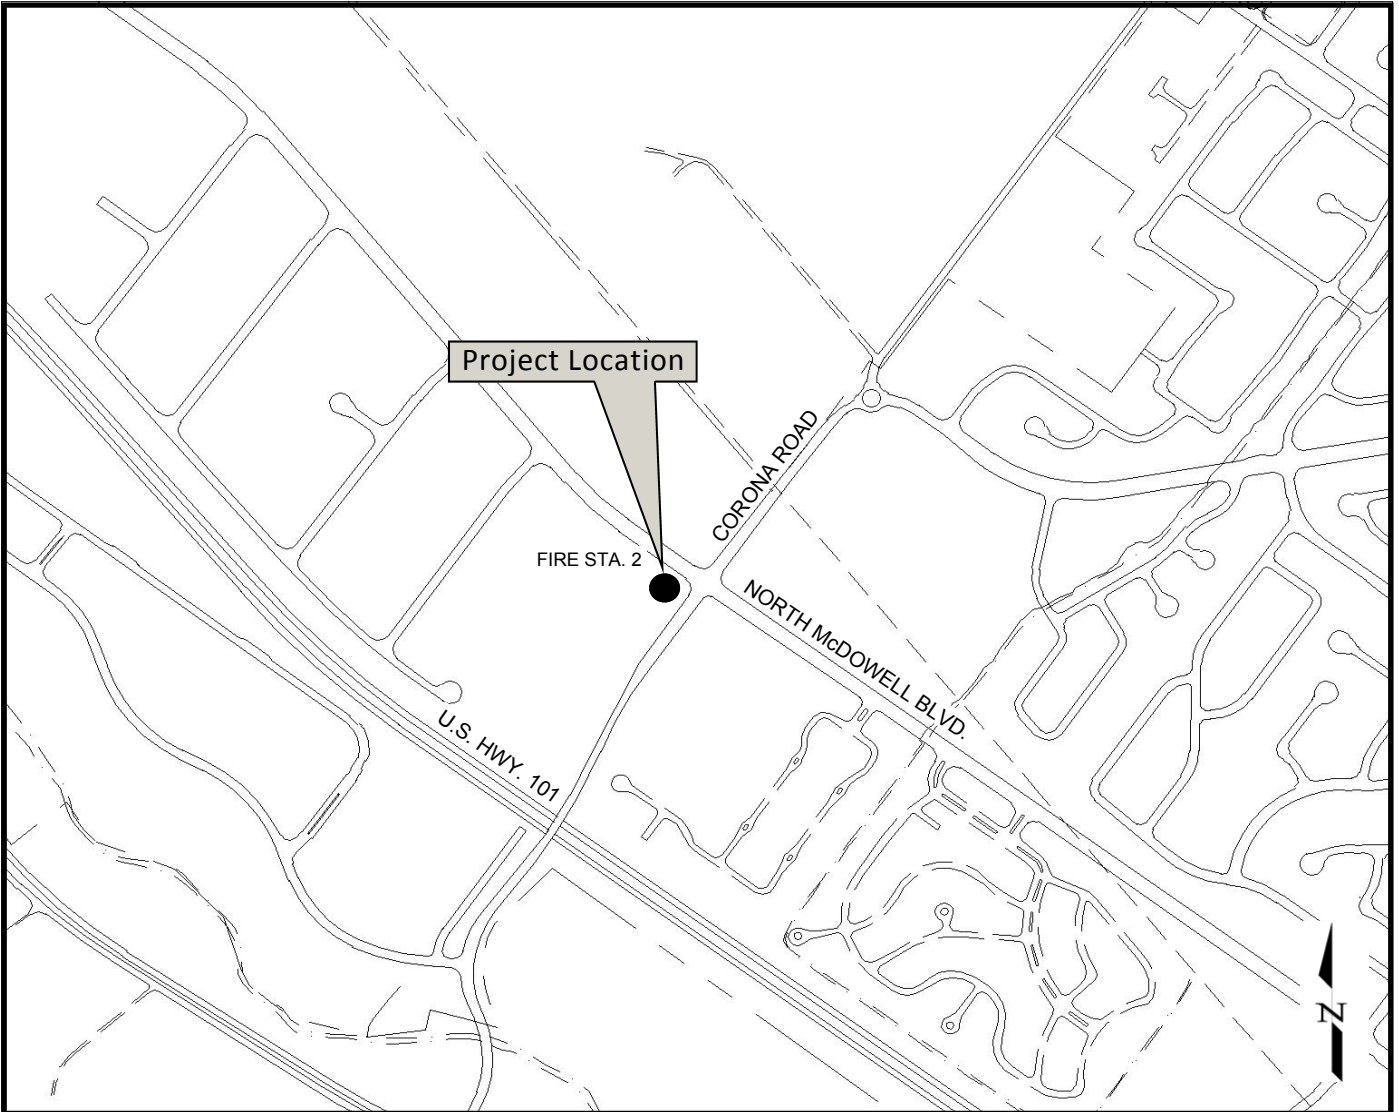 Project Location
CORONA ROAD
FIRE STA. 2
NORTH McDOWELL BLVD.
U.S. HWY. 101
N